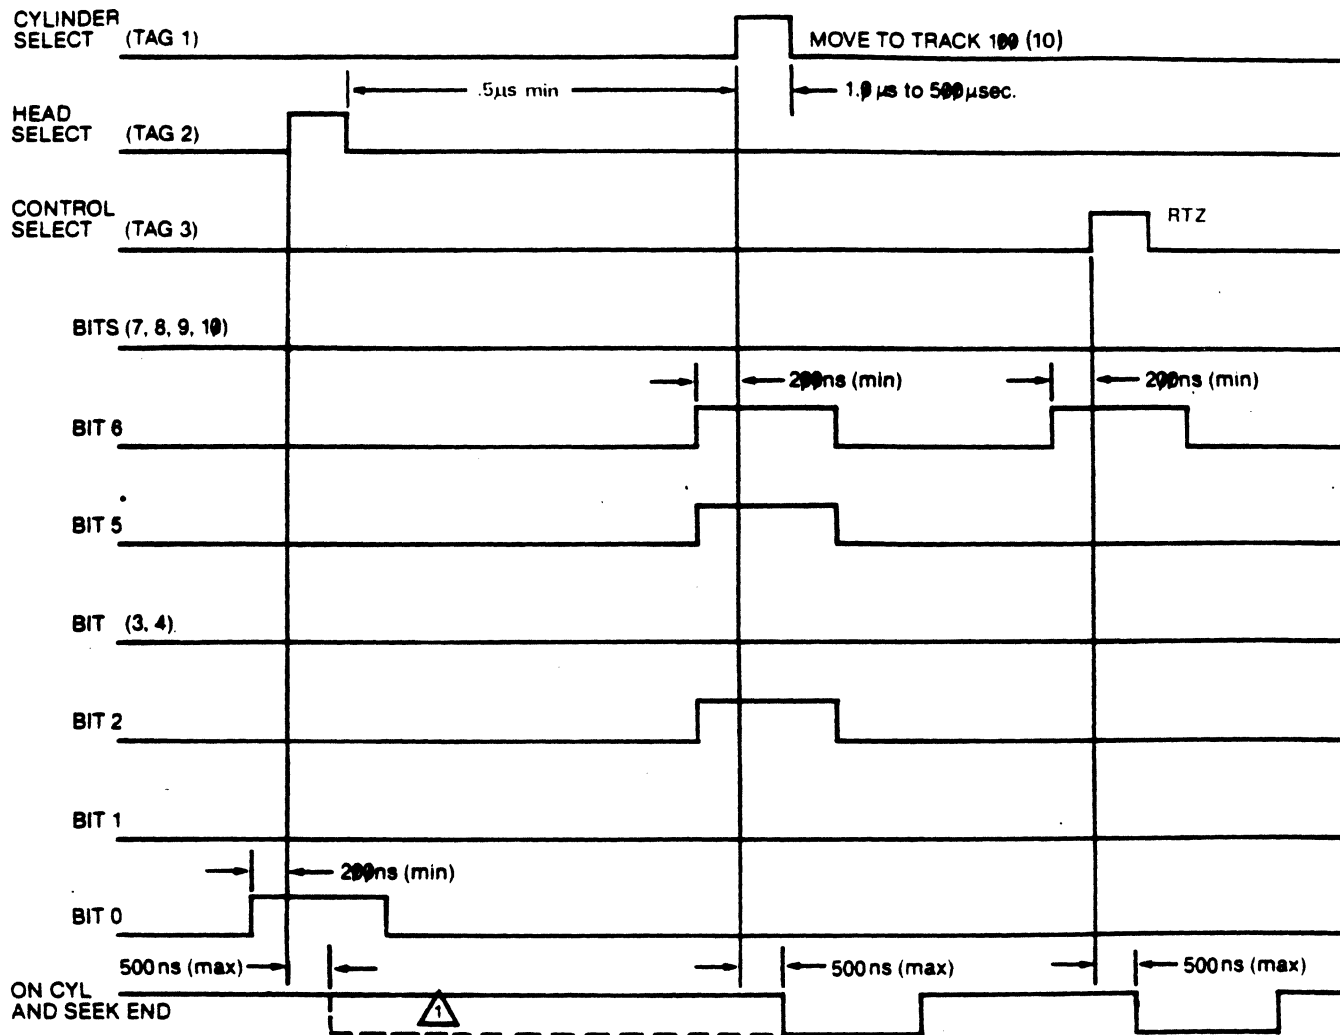 CYLINDER
SELECT (TAG 1)
MOVE TO TRACK 100 (10)
.5μs min
1.0 μs to 500 μsec.
HEAD
SELECT (TAG 2)
CONTROL
SELECT (TAG 3)
RTZ
BITS (7, 8, 9, 10)
200ns (min)
200ns (min)
BIT 6
BIT 5
BIT (3, 4)
BIT 2
BIT 1
200ns (min)
BIT 0
500ns (max)
500ns (max)
500ns (max)
ON CYL
AND SEEK END
1